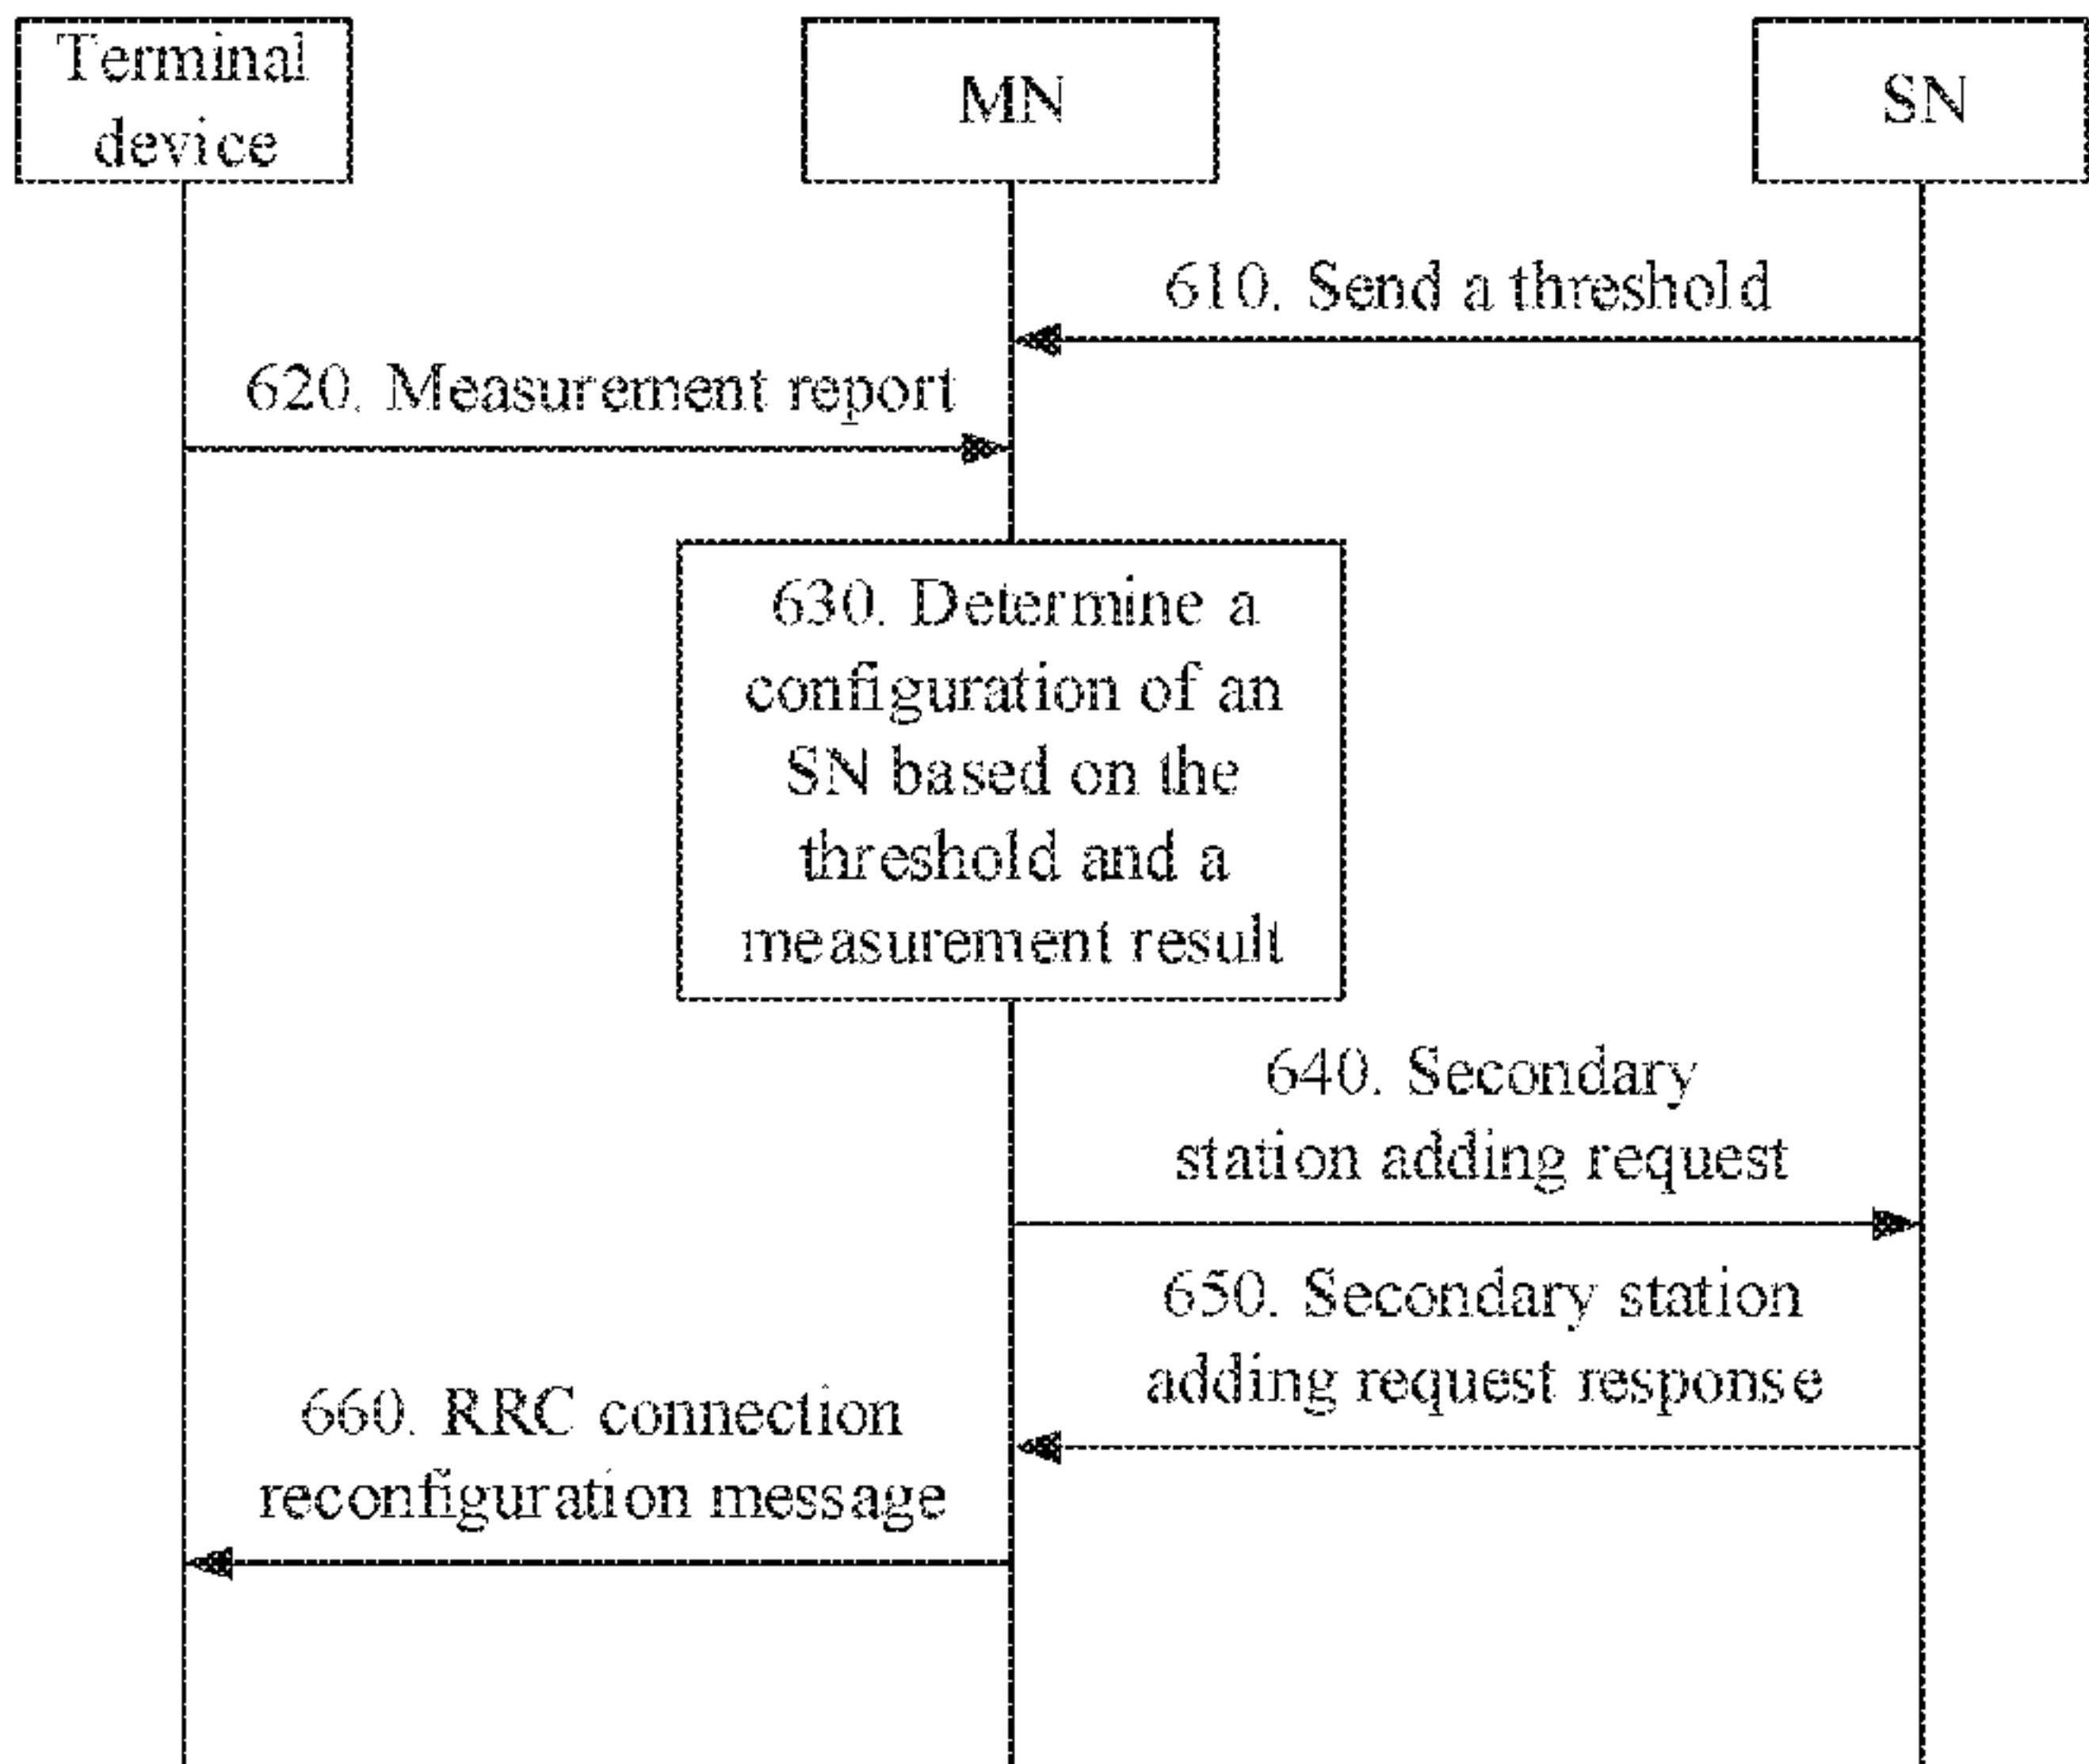 Terminal
device
MN
SN
610. Send a threshold
620. Measurement report
630. Determine a
configuration of an
SN based on the
threshold and a
measurement result
640. Secondary
station adding request
650. Secondary station
adding request response
660. RRC connection
reconfiguration message